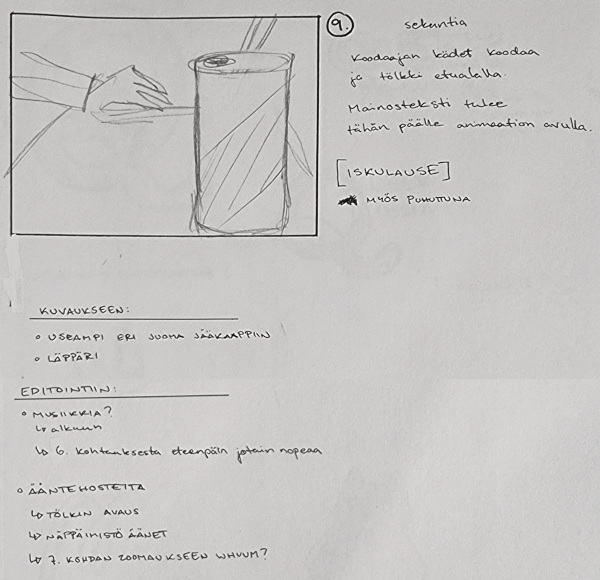 9. sekuntia
Koodaajan kädet koodaa
ja tölkki etualalla.
Mainosteksti tulee
tähän päälle animaation avulla.
[ISKULAUSE]
MYÖS PUHUTTUNA
KUVAUKSEEN:
◦ USEAMPI ERI JUOMA JÄÄKAAPPIIN
◦ LÄPPÄRI
EDITOINTIIN:
◦ MUSIIKKIA?
↳ alkuun
↳ 6. kohtauksesta eteenpäin jotain nopeaa
◦ ÄÄNTEHOSTEITA
↳ TÖLKIN AVAUS
↳ NÄPPÄIMISTÖ ÄÄNET
↳ 7. KOHDAN ZOOMAUKSEEN WHUUM?